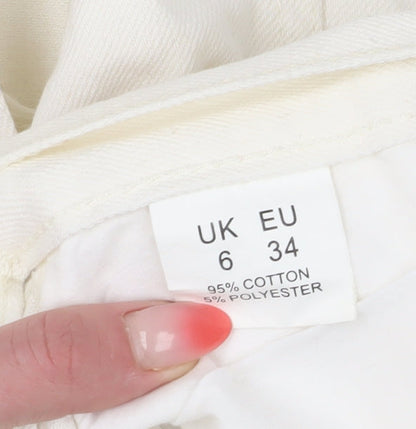 UK EU
6 34
95% COTTON
5% POLYESTER